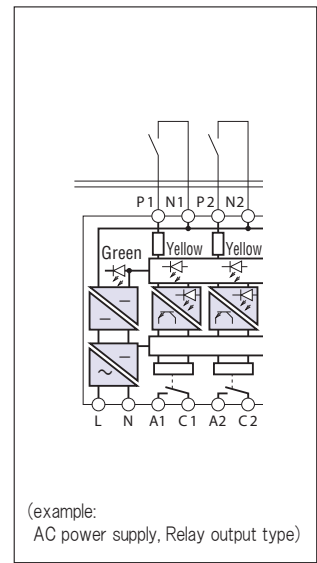 P1 N1 P2 N2
Green Yellow Yellow
L N A1 C1 A2 C2
(example:
AC power supply, Relay output type)